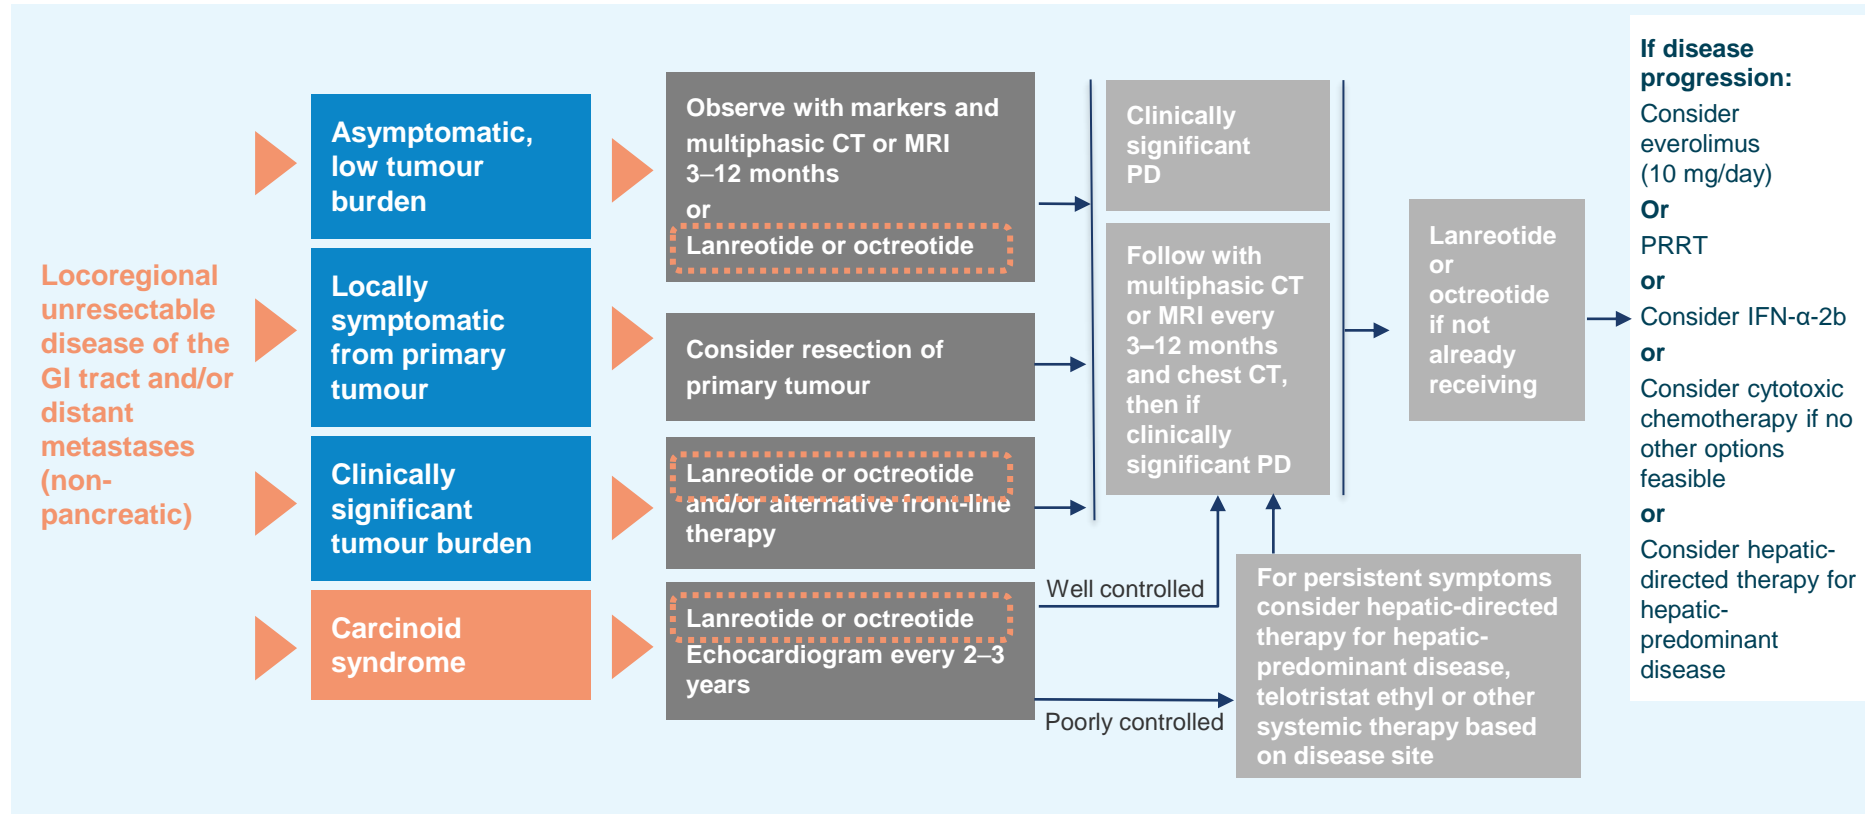 Locoregional
unresectable
disease of the
GI tract and/or
distant
metastases
(non-
pancreatic)
Asymptomatic,
low tumour
burden
Locally
symptomatic
from primary
tumour
Clinically
significant
tumour burden
Carcinoid
syndrome
Observe with markers and
multiphasic CT or MRI
3–12 months
or
Lanreotide or octreotide
Consider resection of
primary tumour
Lanreotide or octreotide
and/or alternative front-line
therapy
Lanreotide or octreotide
Echocardiogram every 2–3
years
Well controlled
Poorly controlled
Clinically
significant
PD
Follow with
multiphasic CT
or MRI every
3–12 months
and chest CT,
then if
clinically
significant PD
For persistent symptoms
consider hepatic-directed
therapy for hepatic-
predominant disease,
telotristat ethyl or other
systemic therapy based
on disease site
Lanreotide
or
octreotide
if not
already
receiving
If disease
progression:
Consider
everolimus
(10 mg/day)
Or
PRRT
or
Consider IFN-α-2b
or
Consider cytotoxic
chemotherapy if no
other options
feasible
or
Consider hepatic-
directed therapy for
hepatic-
predominant
disease